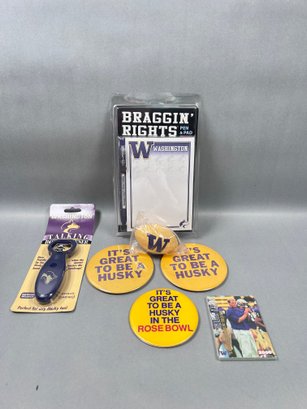 BRAGGIN'
RIGHTS
PEN
& PAD
W WASHINGTON
WASHINGTON
TALKING
W
IT'S
GREAT
TO BE A
HUSKY
IT'S
GREAT
TO BE A
HUSKY
IT'S
GREAT
TO BE A
HUSKY
IN THE
ROSE BOWL